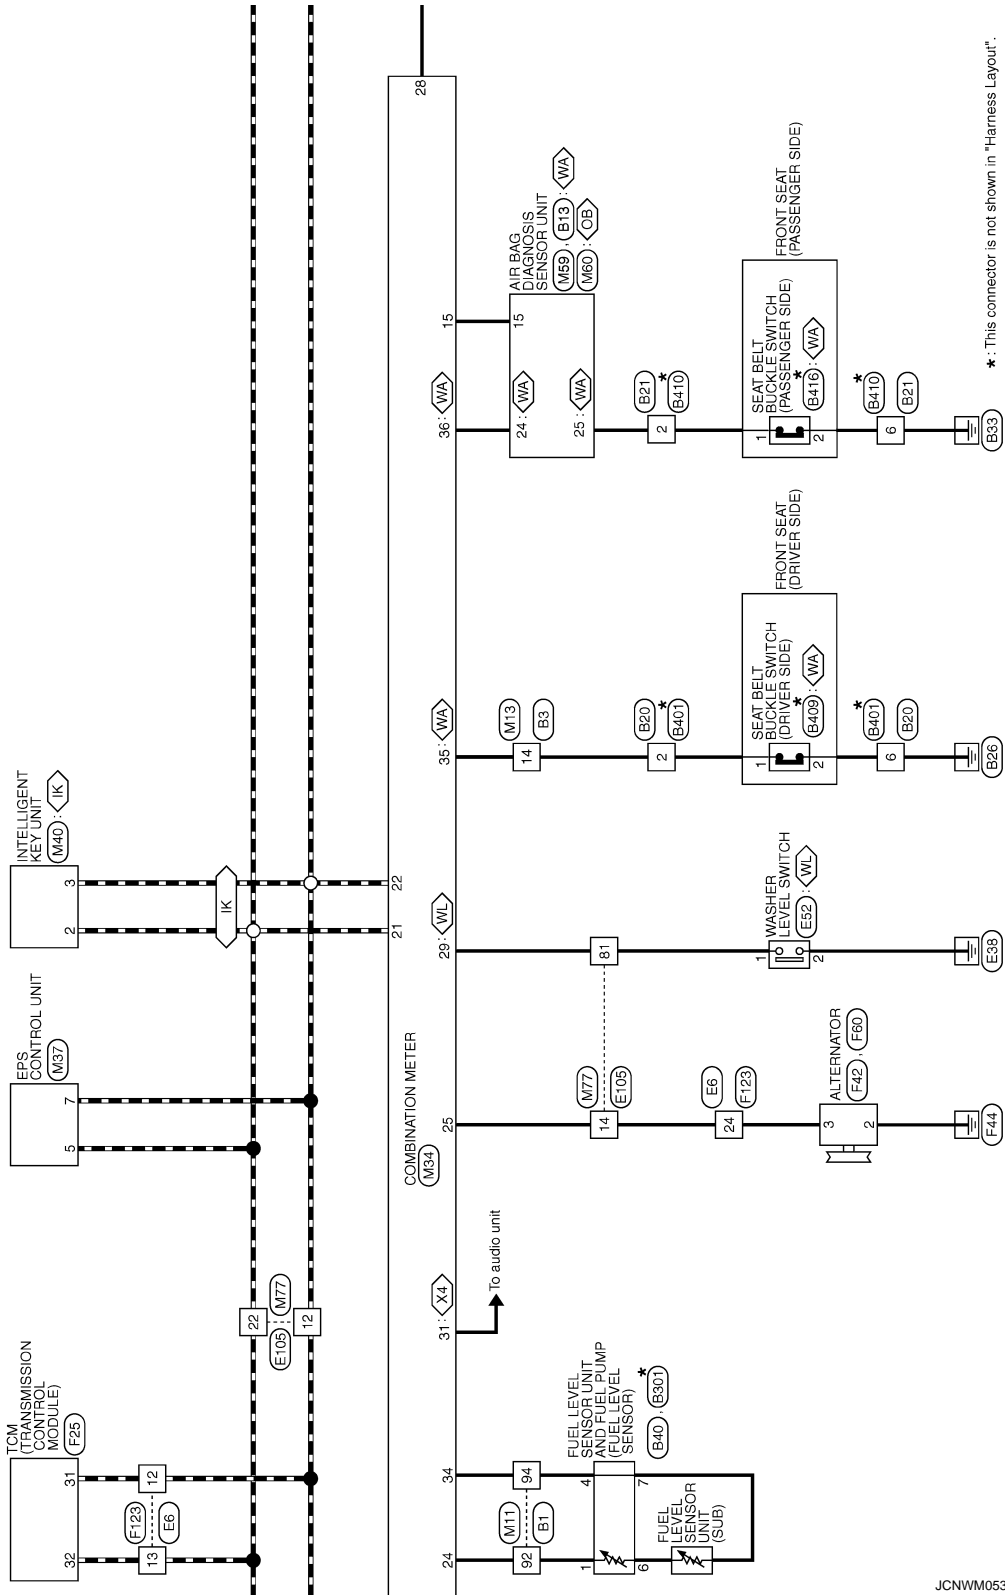 TCM
(TRANSMISSION
CONTROL
MODULE)
F25
32
31
F123
E6
13
12
EPS
CONTROL UNIT
M37
5
7
INTELLIGENT
KEY UNIT
M40 : IK
2
3
IK
22
12
E105
M77
21
22
28
COMBINATION METER
M34
24
34
31 : X4
25
29 : WL
35 : WA
36 : WA
15
To audio unit
M11
B1
92
94
FUEL LEVEL
SENSOR UNIT
AND FUEL PUMP
(FUEL LEVEL
SENSOR)
B40 , B301 *
1
4
6
7
FUEL
LEVEL
SENSOR
UNIT
(SUB)
M77
E105
14
81
E6
F123
24
ALTERNATOR
F42 , F60
3
2
F44
WASHER
LEVEL SWITCH
E52 : WL
1
2
E38
M13
B3
14
B20
B401 *
2
FRONT SEAT
(DRIVER SIDE)
SEAT BELT
BUCKLE SWITCH
(DRIVER SIDE)
* B409 : WA
1
2
B401 *
B20
6
B26
AIR BAG
DIAGNOSIS
SENSOR UNIT
M59 , B13 : WA
M60 : OB
15
24 : WA
25 : WA
B21
B410 *
2
FRONT SEAT
(PASSENGER SIDE)
SEAT BELT
BUCKLE SWITCH
(PASSENGER SIDE)
* B416 : WA
1
2
B410 *
B21
6
B33
* : This connector is not shown in "Harness Layout".